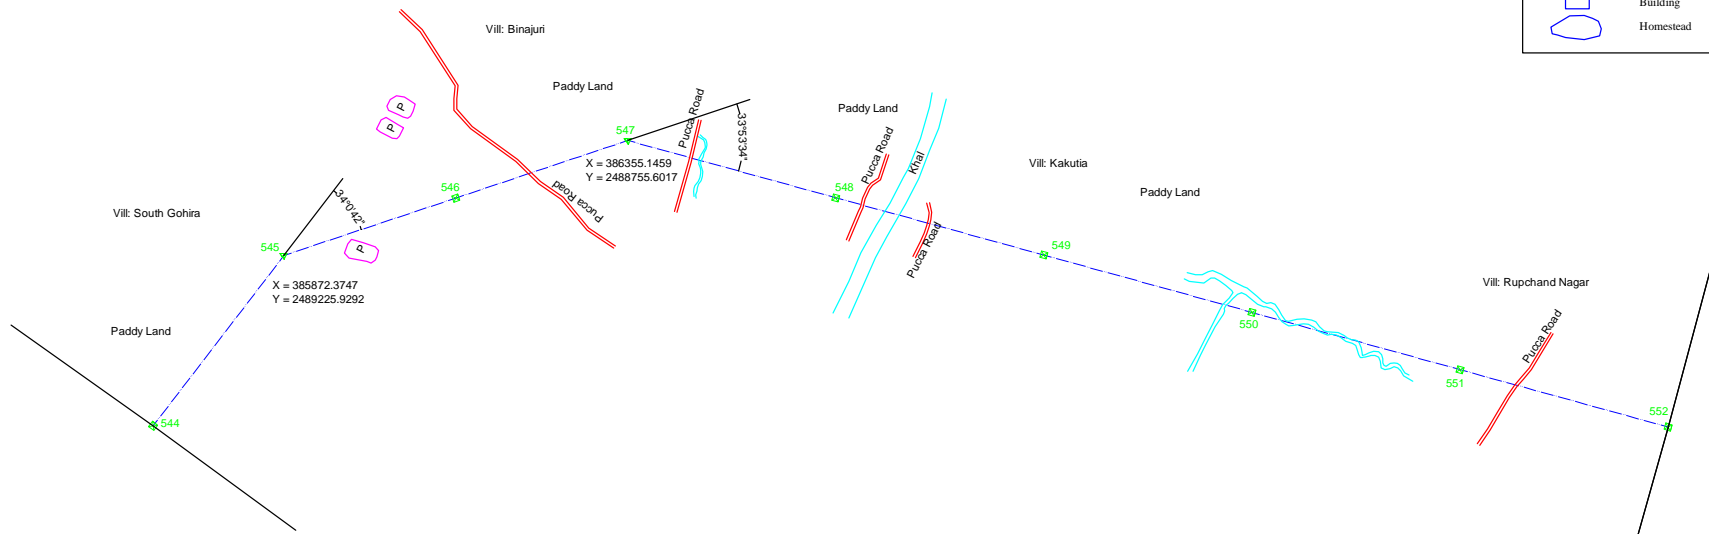 Building
Homestead
Vill: Binajuri
Paddy Land
Pucca Road
Paddy Land
P
P
547
33°53'34"
X = 386355.1459
Y = 2488755.6017
Pucca Road
Khal
Vill: Kakutia
Paddy Land
546
Pucca Road
548
34°0'42"
Vill: South Gohira
545
P
Pucca Road
549
X = 385872.3747
Y = 2489225.9292
Vill: Rupchand Nagar
Paddy Land
550
Pucca Road
551
552
544